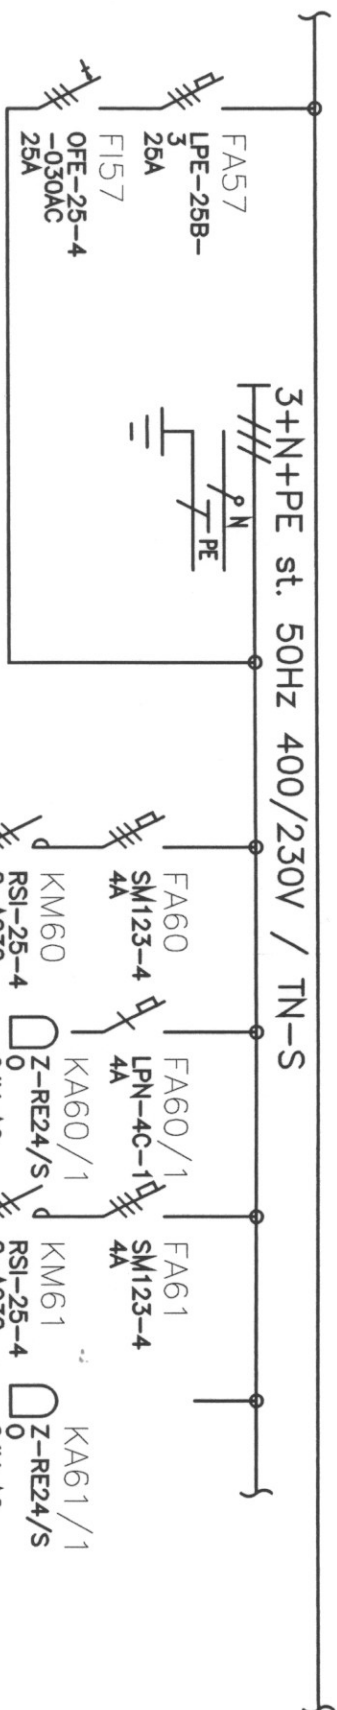 3+N+PE st. 50Hz 400/230V / TN-S
FA57
LPE-25B-
3
25A
FI57
OFE-25-4
-030AC
25A
N
PE
FA60
SM123-4
4A
KM60
RSI-25-4
FA60/1
LPN-4C-1
4A
KA60/1
Z-RE24/S
O
FA61
SM123-4
4A
KM61
RSI-25-4
KA61/1
Z-RE24/S
O